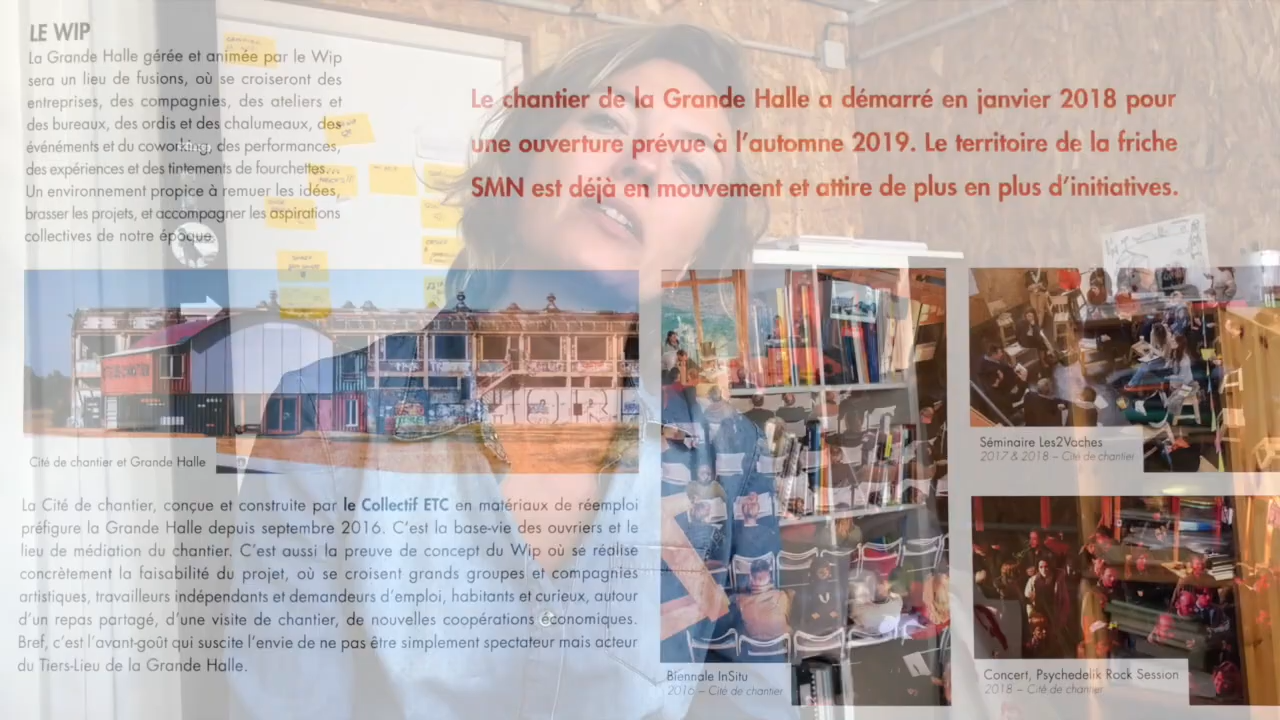 LE WIP
La Grande Halle gérée et animée par le Wip
sera un lieu de fusions, où se croiseront des
entreprises, des compagnies, des ateliers et
des bureaux, des ordis et des chalumeaux, des
événements et du coworking, des performances,
des expériences et des tintements de fourchettes.
Un environnement propice à remuer les idées,
brasser les projets, et accompagner les aspirations
collectives de notre époque.
Le chantier de la Grande Halle a démarré en janvier 2018 pour
une ouverture prévue à l'automne 2019. Le territoire de la friche
SMN est déjà en mouvement et attire de plus en plus d'initiatives.
Cité de chantier et Grande Halle
La Cité de chantier, conçue et construite par le Collectif ETC en matériaux de réemploi
préfigure la Grande Halle depuis septembre 2016. C'est la base-vie des ouvriers et le
lieu de médiation du chantier. C'est aussi la preuve de concept du Wip où se réalise
concrètement la faisabilité du projet, où se croisent grands groupes et compagnies
artistiques, travailleurs indépendants et demandeurs d'emploi, habitants et curieux, autour
d'un repas partagé, d'une visite de chantier, de nouvelles coopérations économiques.
Bref, c'est l'avant-goût qui suscite l'envie de ne pas être simplement spectateur mais acteur
du Tiers-Lieu de la Grande Halle.
Biennale InSitu
2016 – Cité de chantier
Séminaire Les2Vaches
2017 & 2018 – Cité de chantier
Concert, Psychedelik Rock Session
2018 – Cité de chantier